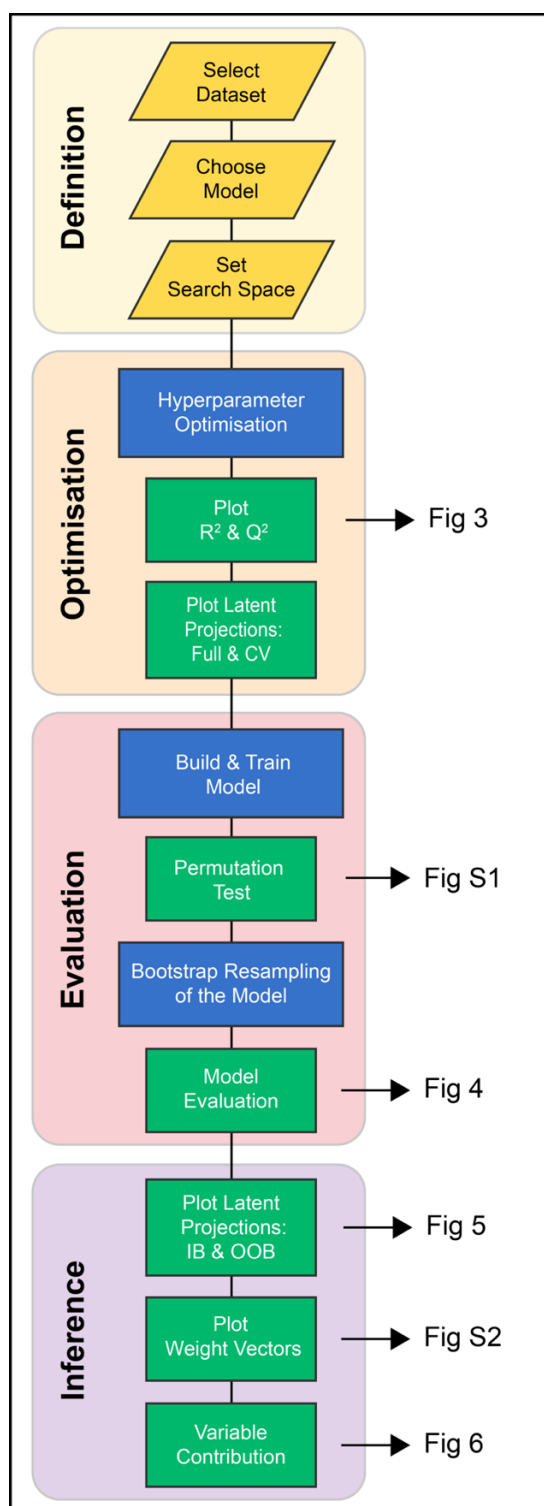 Definition
Select
Dataset
Choose
Model
Set
Search Space
Optimisation
Hyperparameter
Optimisation
Plot
R² & Q²
Fig 3
Plot Latent
Projections:
Full & CV
Evaluation
Build & Train
Model
Permutation
Test
Fig S1
Bootstrap Resampling
of the Model
Model
Evaluation
Fig 4
Inference
Plot Latent
Projections:
IB & OOB
Fig 5
Plot
Weight Vectors
Fig S2
Variable
Contribution
Fig 6